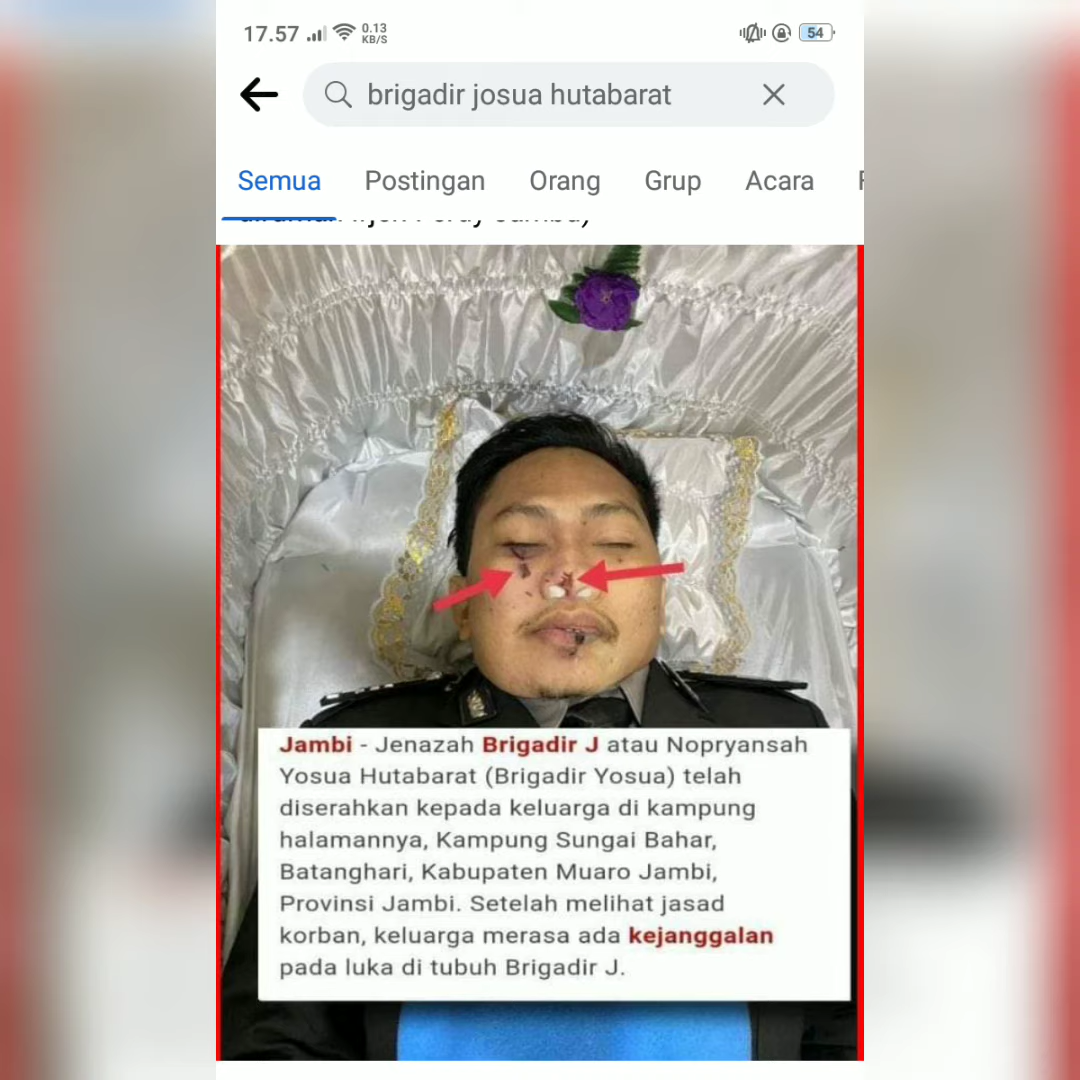 17.57
0.13
KB/S
54
brigadir josua hutabarat
Semua Postingan Orang Grup Acara
Jambi - Jenazah Brigadir J atau Nopryansah
Yosua Hutabarat (Brigadir Yosua) telah
diserahkan kepada keluarga di kampung
halamannya, Kampung Sungai Bahar,
Batanghari, Kabupaten Muaro Jambi,
Provinsi Jambi. Setelah melihat jasad
korban, keluarga merasa ada kejanggalan
pada luka di tubuh Brigadir J.